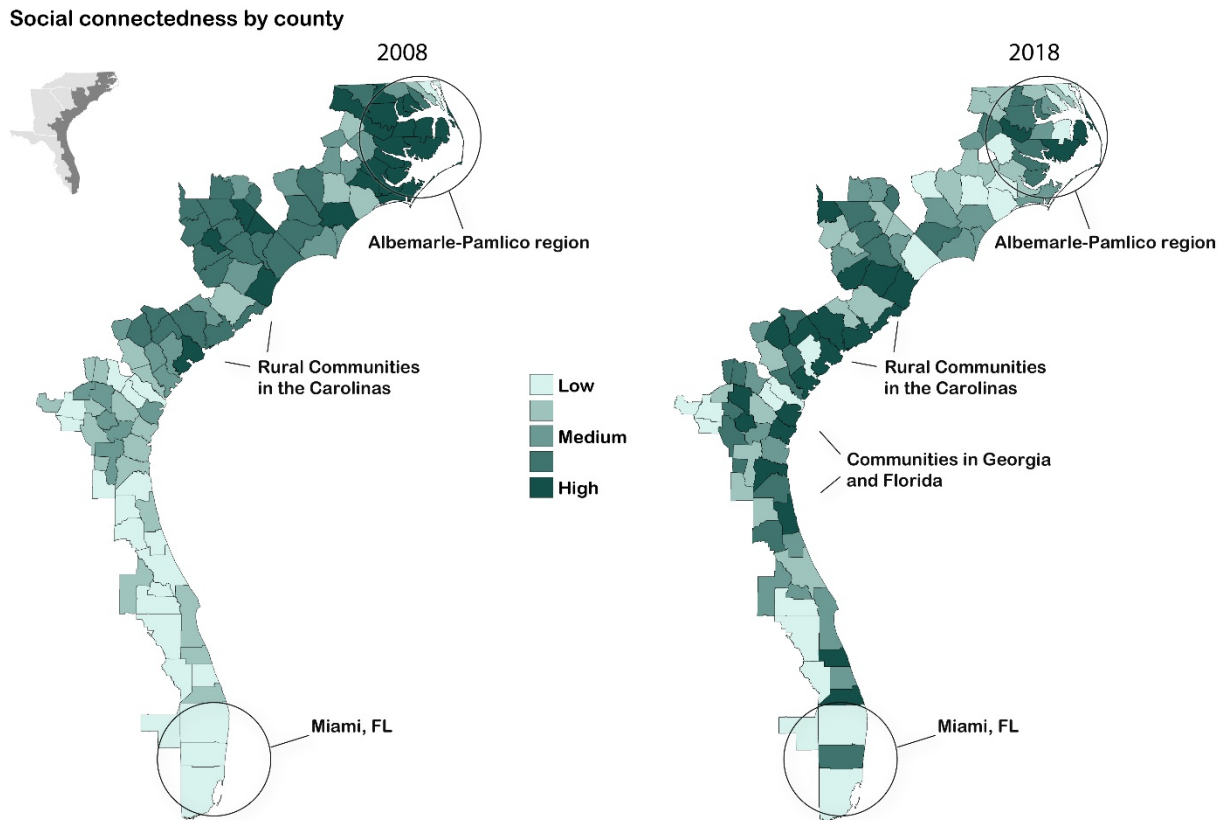 Social connectedness by county
2008
Albemarle-Pamlico region
Rural Communities
in the Carolinas
Low
Medium
High
Miami, FL
2018
Albemarle-Pamlico region
Rural Communities
in the Carolinas
Communities in Georgia
and Florida
Miami, FL